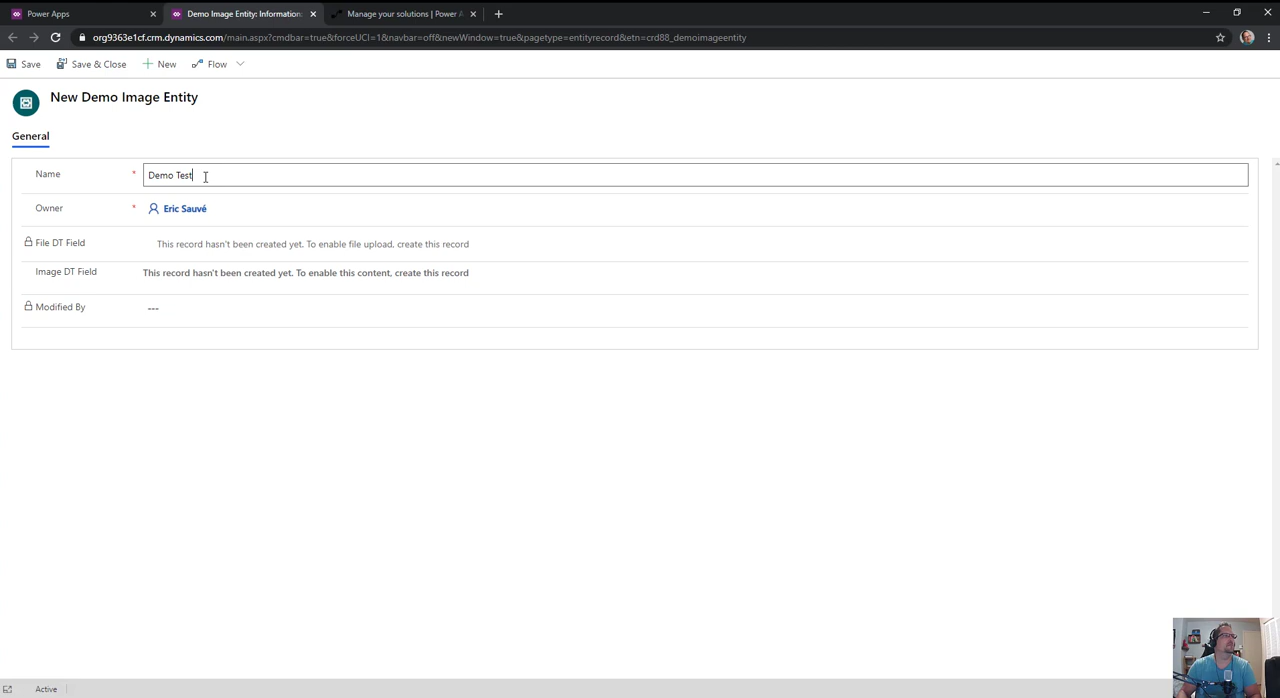 Power Apps
Demo Image Entity: Information:
Manage your solutions | Power A
org9363e1cf.crm.dynamics.com/main.aspx?cmdbar=true&forceUCI=1&navbar=off&newWindow=true&pagetype=entityrecord&etn=crd88_demoimageentity
Save Save & Close New Flow
New Demo Image Entity
General
Name * Demo Test
Owner * Eric Sauvé
File DT Field This record hasn't been created yet. To enable file upload, create this record
Image DT Field This record hasn't been created yet. To enable this content, create this record
Modified By ---
Active